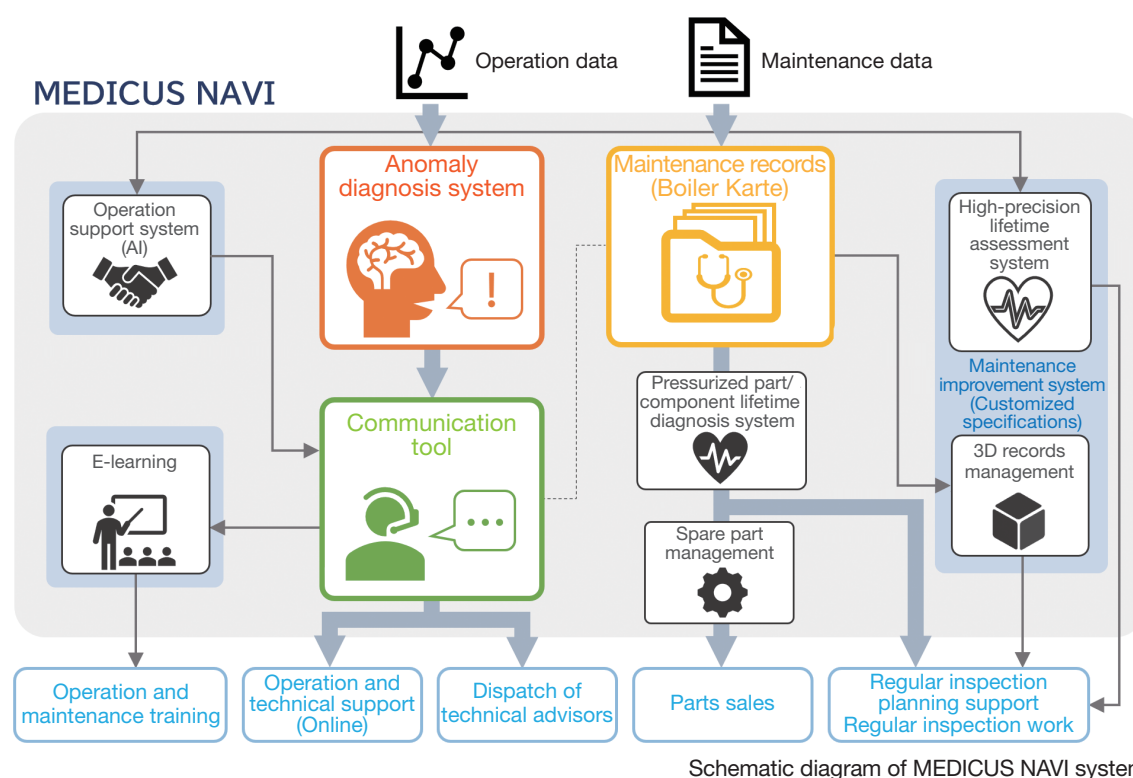 Operation data
Maintenance data
MEDICUS NAVI
Anomaly
diagnosis system
!
Maintenance records
(Boiler Karte)
Operation
support system
(AI)
High-precision
lifetime
assessment
system
Maintenance
improvement system
(Customized
specifications)
Pressurized part/
component lifetime
diagnosis system
Communication
tool
E-learning
3D records
management
Spare part
management
Operation and
maintenance training
Operation and
technical support
(Online)
Dispatch of
technical advisors
Parts sales
Regular inspection
planning support
Regular inspection work
Schematic diagram of MEDICUS NAVI system